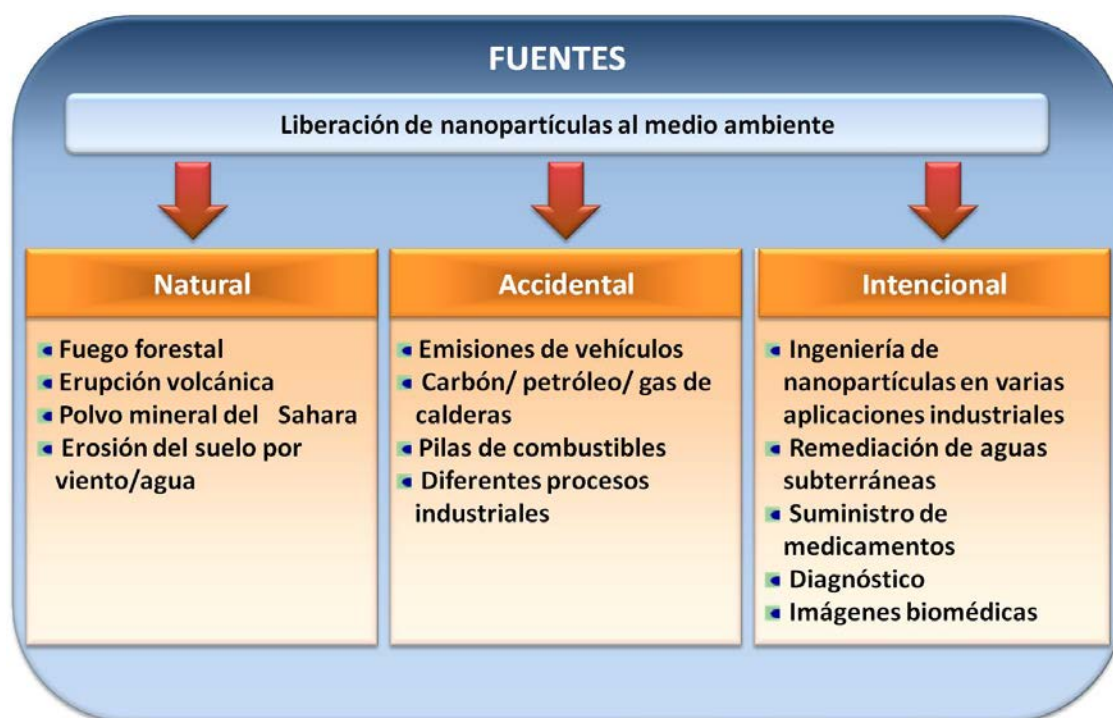 FUENTES
Liberación de nanopartículas al medio ambiente
Natural
Fuego forestal
Erupción volcánica
Polvo mineral del Sahara
Erosión del suelo por
viento/agua
Accidental
Emisiones de vehículos
Carbón/ petróleo/ gas de
calderas
Pilas de combustibles
Diferentes procesos
industriales
Intencional
Ingeniería de
nanopartículas en varias
aplicaciones industriales
Remediación de aguas
subterráneas
Suministro de
medicamentos
Diagnóstico
Imágenes biomédicas